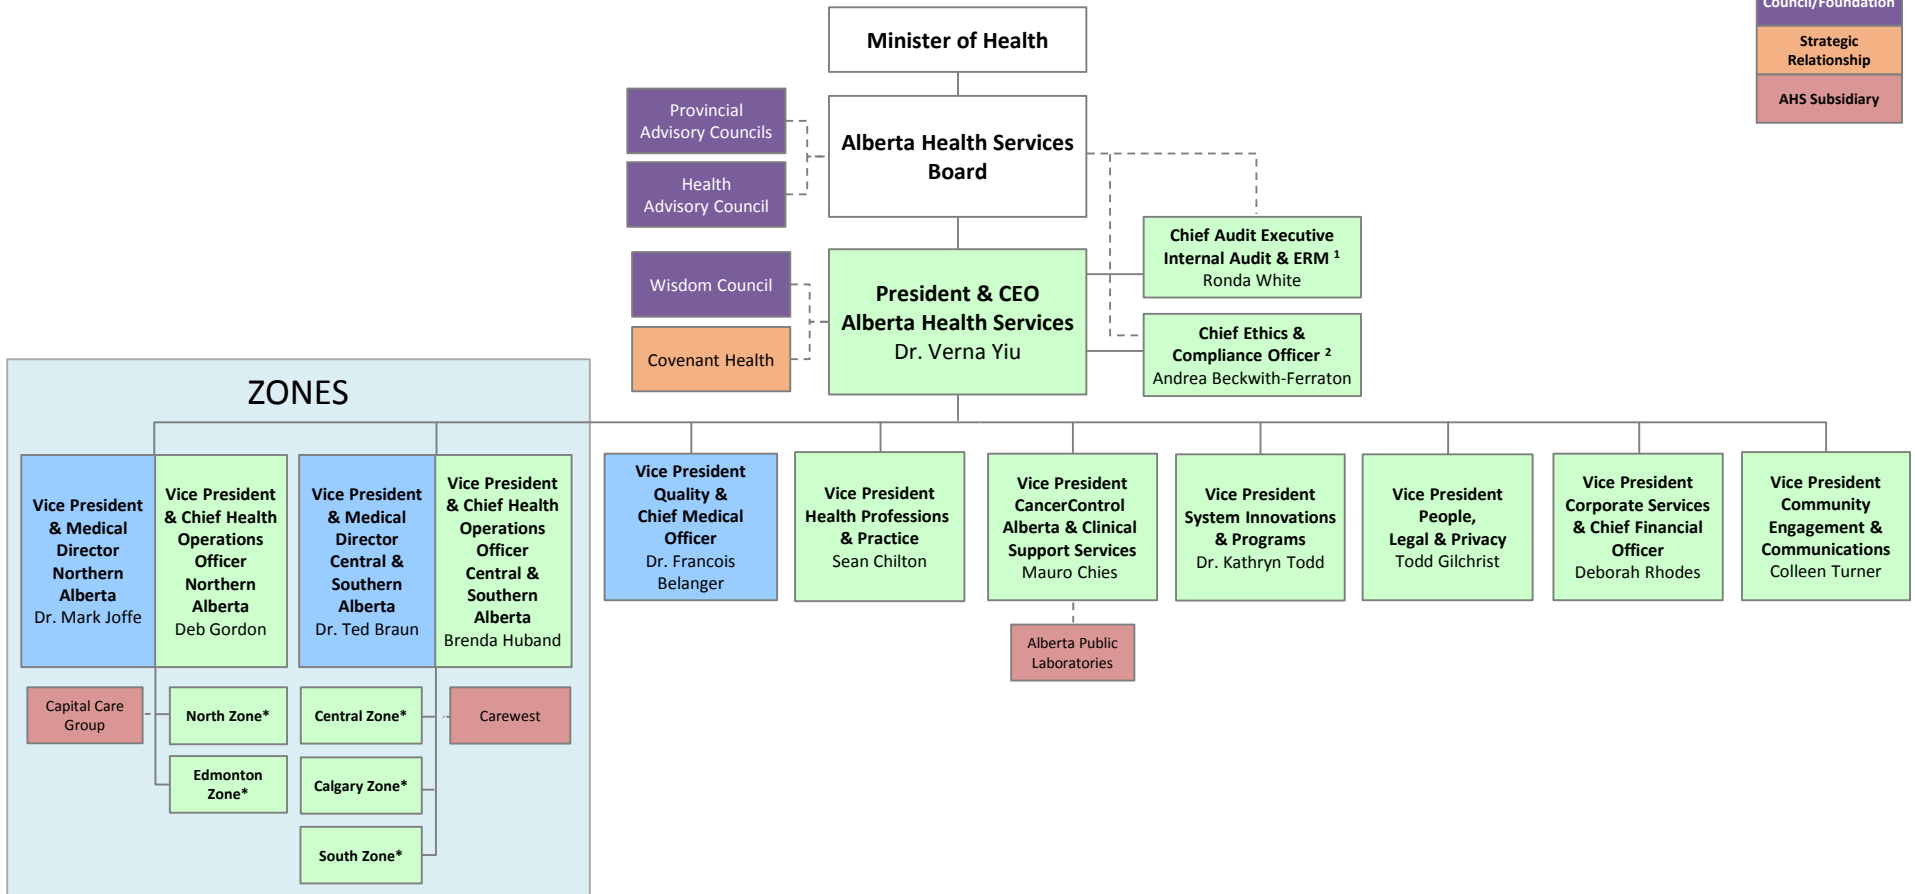 Council/Foundation
Strategic
Relationship
AHS Subsidiary
Minister of Health
Provincial
Advisory Councils
Health
Advisory Council
Alberta Health Services
Board
Chief Audit Executive
Internal Audit & ERM 1
Ronda White
Wisdom Council
Covenant Health
President & CEO
Alberta Health Services
Dr. Verna Yiu
Chief Ethics &
Compliance Officer 2
Andrea Beckwith-Ferraton
ZONES
Vice President
& Medical
Director
Northern
Alberta
Dr. Mark Joffe
Vice President
& Chief Health
Operations
Officer
Northern
Alberta
Deb Gordon
Vice President
& Medical
Director
Central &
Southern
Alberta
Dr. Ted Braun
Vice President
& Chief Health
Operations
Officer
Central &
Southern
Alberta
Brenda Huband
Vice President
Quality &
Chief Medical
Officer
Dr. Francois
Belanger
Vice President
Health Professions
& Practice
Sean Chilton
Vice President
CancerControl
Alberta & Clinical
Support Services
Mauro Chies
Vice President
System Innovations
& Programs
Dr. Kathryn Todd
Vice President
People,
Legal & Privacy
Todd Gilchrist
Vice President
Corporate Services
& Chief Financial
Officer
Deborah Rhodes
Vice President
Community
Engagement &
Communications
Colleen Turner
Alberta Public
Laboratories
Capital Care
Group
North Zone*
Central Zone*
Carewest
Edmonton
Zone*
Calgary Zone*
South Zone*